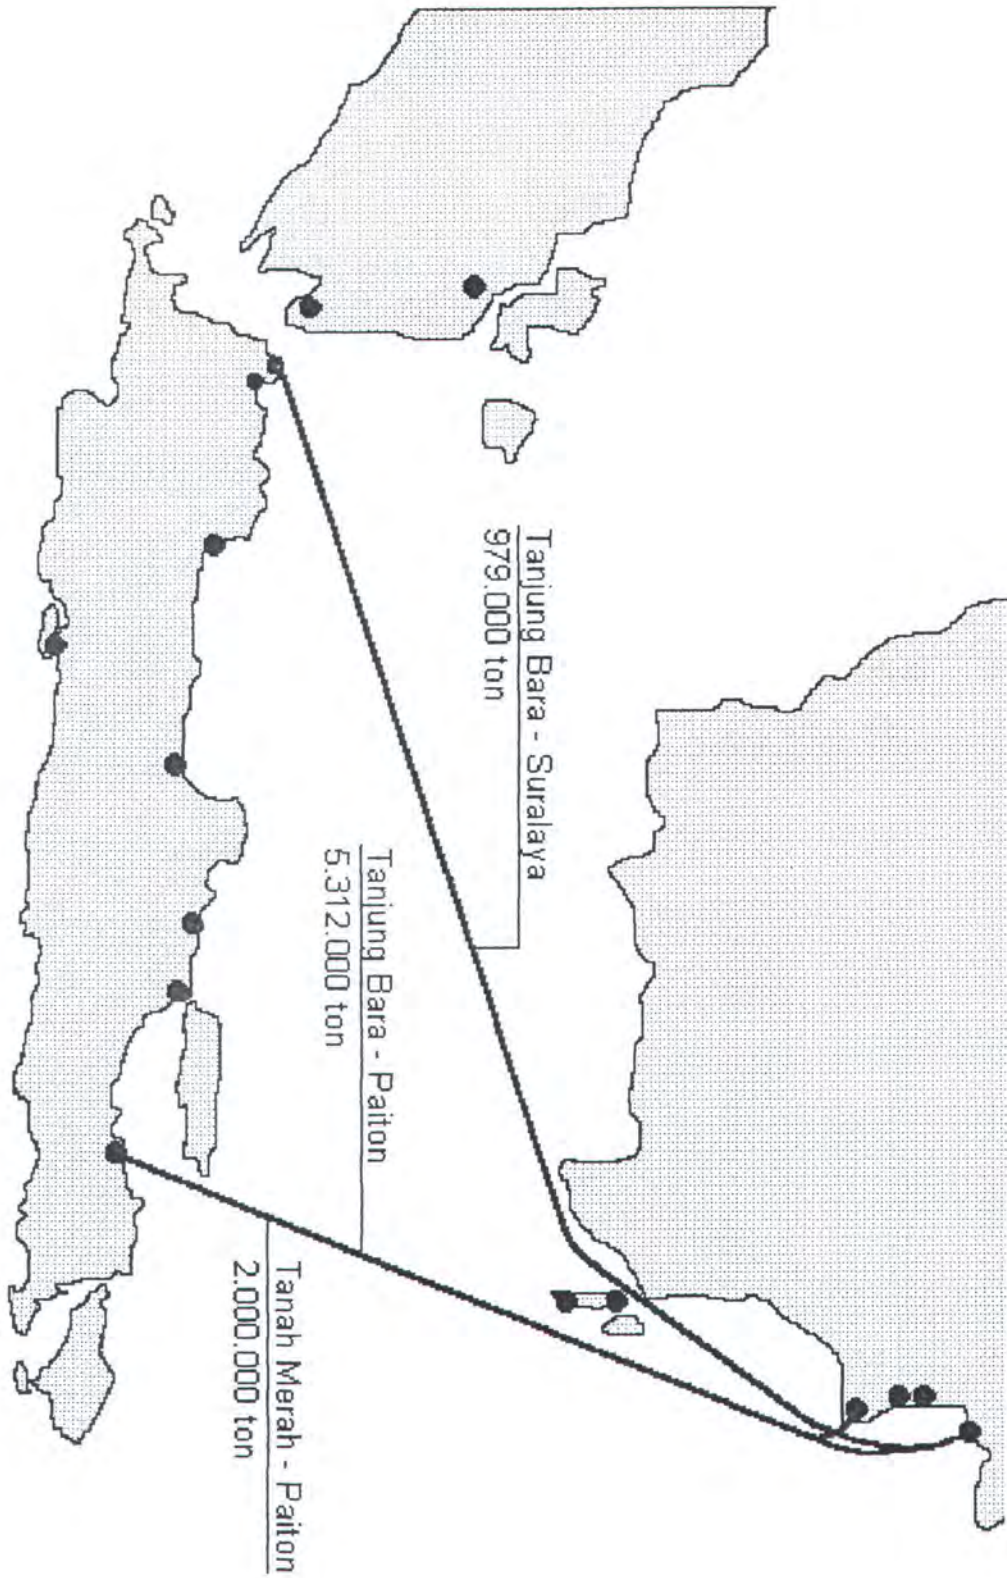 Tanjung Bara - Suralaya
979.000 ton
Tanjung Bara - Paiton
5.312.000 ton
Tanah Merah - Paiton
2.000.000 ton